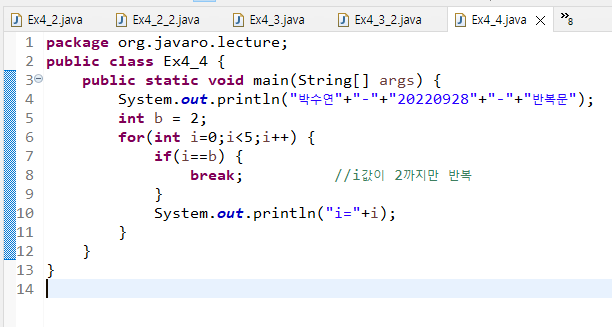 Ex4_2.java Ex4_2_2.java Ex4_3.java Ex4_3_2.java Ex4_4.java »8
1 package org.javaro.lecture;
2 public class Ex4_4 {
3 public static void main(String[] args) {
4 System.out.println("박수연"+"-"+"20220928"+"-"+"반복문");
5 int b = 2;
6 for(int i=0;i<5;i++) {
7 if(i==b) {
8 break; //i값이 2까지만 반복
9 }
10 System.out.println("i="+i);
11 }
12 }
13 }
14